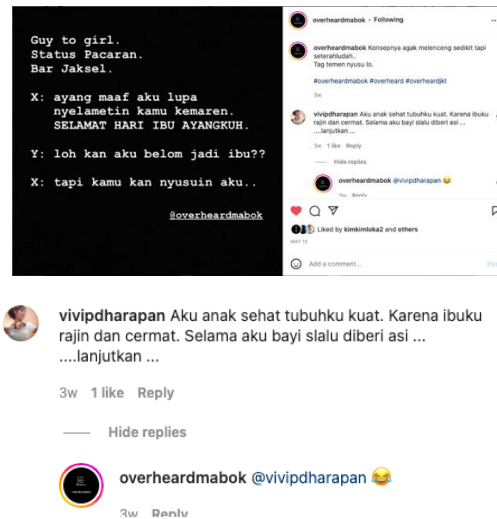 Guy to girl.
Status Pacaran.
Bar Jaksel.
X: ayang maaf aku lupa
nyelametin kamu kemaren.
SELAMAT HARI IBU AYANGKUH.
Y: loh kan aku belom jadi ibu??
X: tapi kamu kan nyusuin aku..
@overheardmabok
overheardmabok • Following
overheardmabok Konsepnya agak melenceng sedikit tapi
seterahludah..
Tag temen nyusu lo.
#overheardmabok #overheard #overheardjkt
3w
vivipdharapan Aku anak sehat tubuhku kuat. Karena ibuku
rajin dan cermat. Selama aku bayi slalu diberi asi ...
....lanjutkan ...
3w 1 like Reply
Hide replies
overheardmabok @vivipdharapan 😂
3w Reply
Liked by kimkimloka2 and others
MAY 13
Add a comment...
vivipdharapan Aku anak sehat tubuhku kuat. Karena ibuku
rajin dan cermat. Selama aku bayi slalu diberi asi ...
....lanjutkan ...
3w 1 like Reply
Hide replies
overheardmabok @vivipdharapan 😂
3w Reply